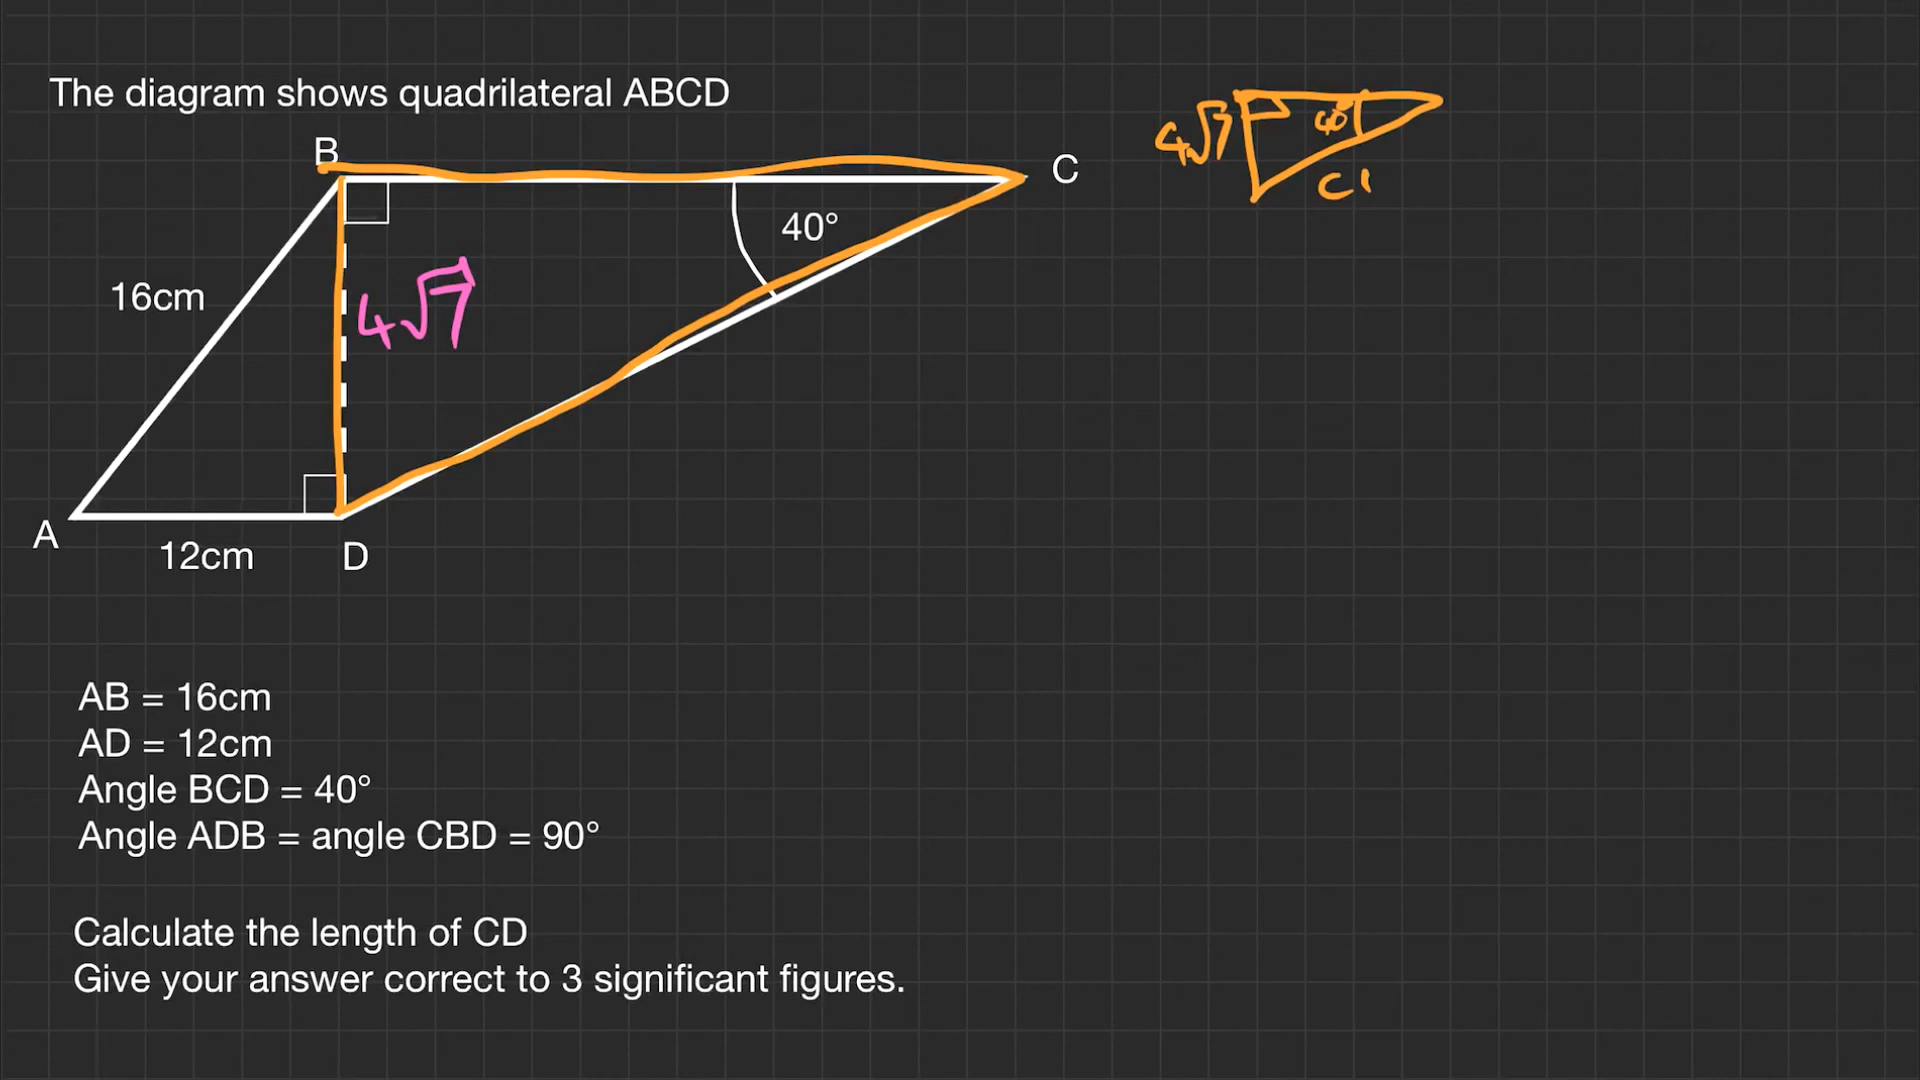 The diagram shows quadrilateral ABCD
B
C
4√7
40
C
40°
16cm
4√7
A
12cm
D
AB = 16cm
AD = 12cm
Angle BCD = 40°
Angle ADB = angle CBD = 90°
Calculate the length of CD
Give your answer correct to 3 significant figures.